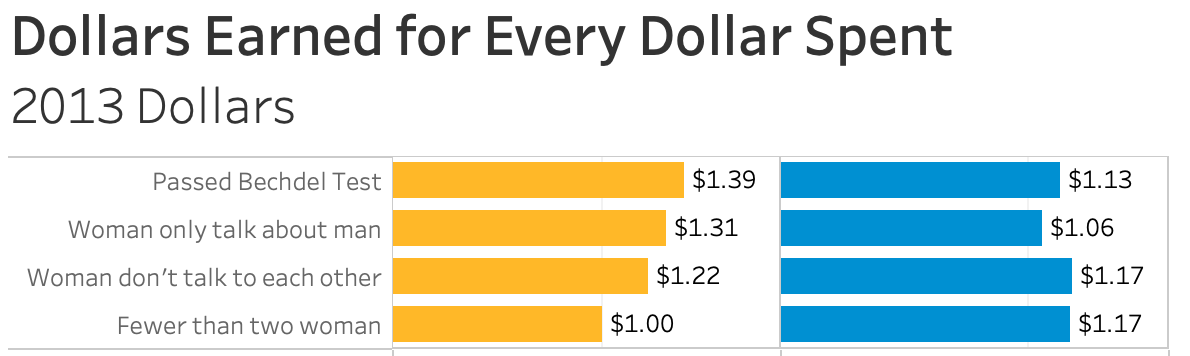 Dollars Earned for Every Dollar Spent
2013 Dollars
Passed Bechdel Test $1.39 $1.13
Woman only talk about man $1.31 $1.06
Woman don't talk to each other $1.22 $1.17
Fewer than two woman $1.00 $1.17